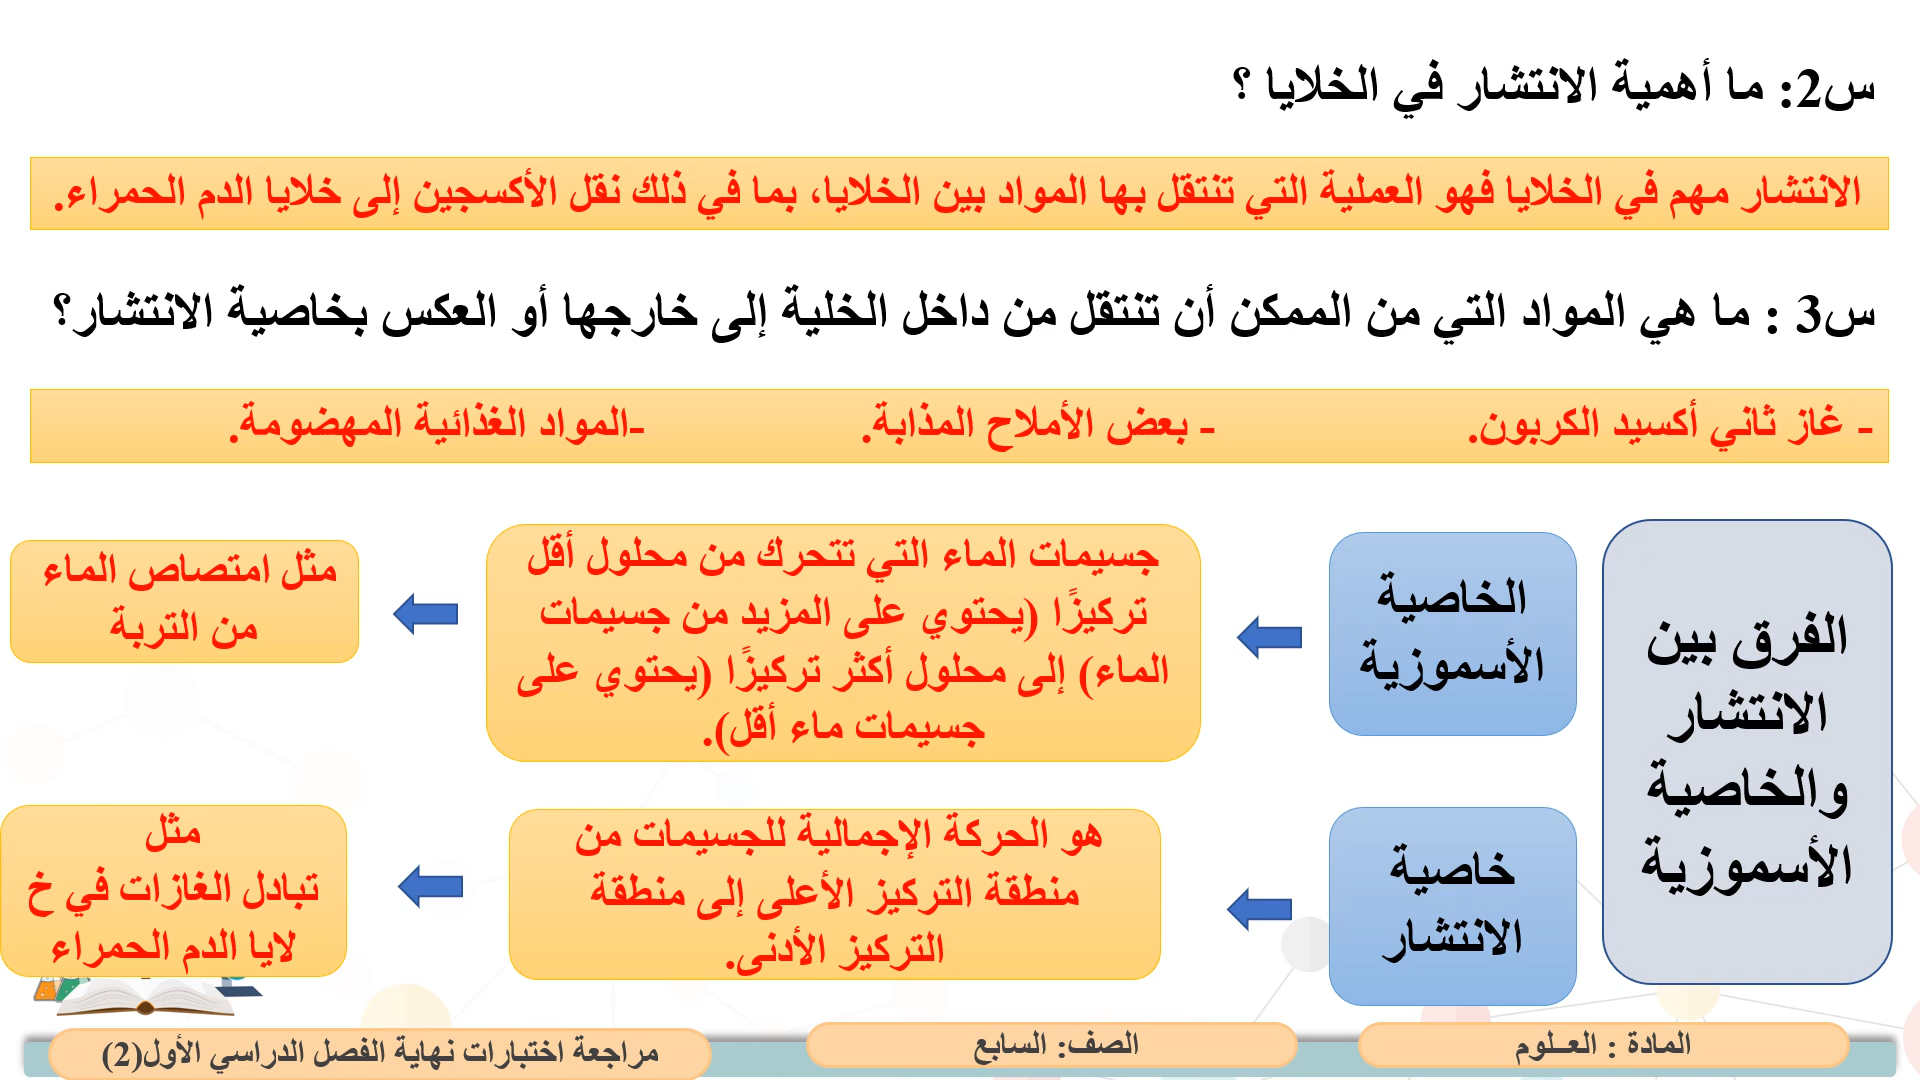 س2: ما أهمية الانتشار في الخلايا ؟
الانتشار مهم في الخلايا فهو العملية التي تنتقل بها المواد بين الخلايا، بما في ذلك نقل الأكسجين إلى خلايا الدم الحمراء.
س3 : ما هي المواد التي من الممكن أن تنتقل من داخل الخلية إلى خارجها أو العكس بخاصية الانتشار؟
- غاز ثاني أكسيد الكربون. - بعض الأملاح المذابة. -المواد الغذائية المهضومة.
الفرق بين
الانتشار
والخاصية
الأسموزية
الخاصية
الأسموزية
جسيمات الماء التي تتحرك من محلول أقل
تركيزًا (يحتوي على المزيد من جسيمات
الماء) إلى محلول أكثر تركيزًا (يحتوي على
جسيمات ماء أقل).
مثل امتصاص الماء
من التربة
خاصية
الانتشار
هو الحركة الإجمالية للجسيمات من
منطقة التركيز الأعلى إلى منطقة
التركيز الأدنى.
مثل
تبادل الغازات في خ
لايا الدم الحمراء
المادة : العــلوم
الصف: السابع
مراجعة اختبارات نهاية الفصل الدراسي الأول(2)